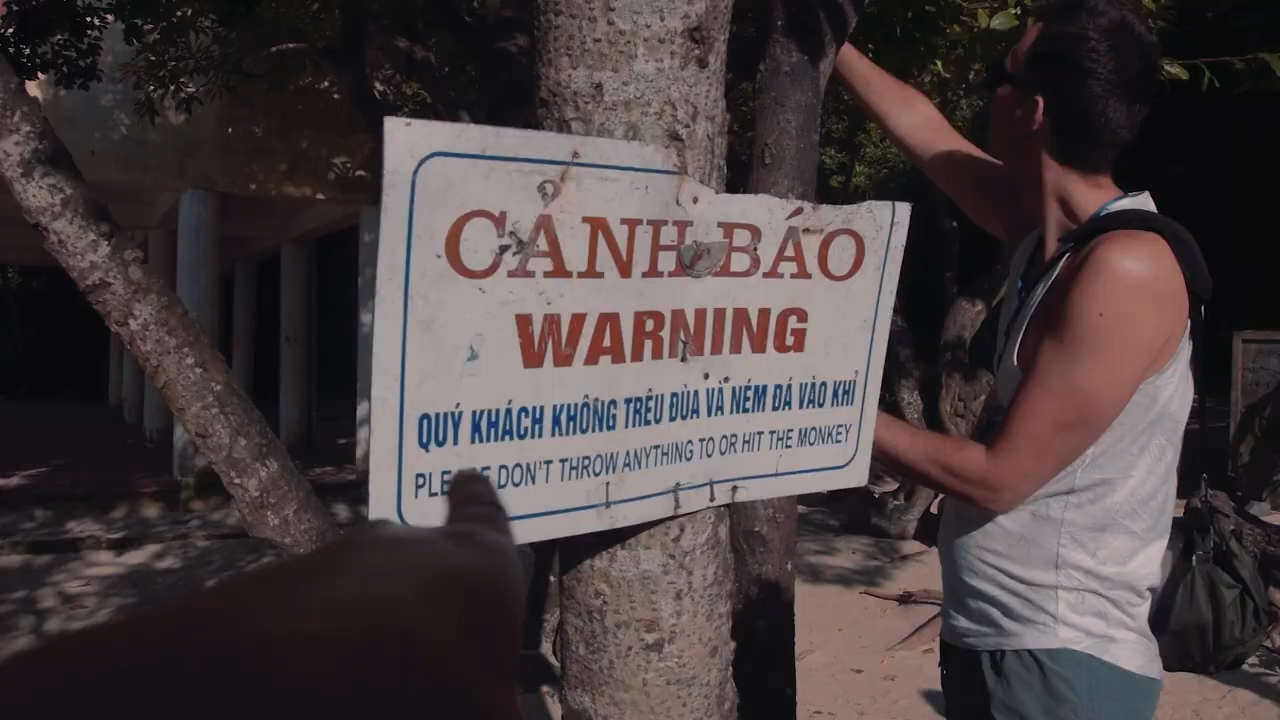 CẢNH BÁO
WARNING
QUÝ KHÁCH KHÔNG TRÊU ĐÙA VÀ NÉM ĐÁ VÀO KHỈ
PLEASE DON'T THROW ANYTHING TO OR HIT THE MONKEY